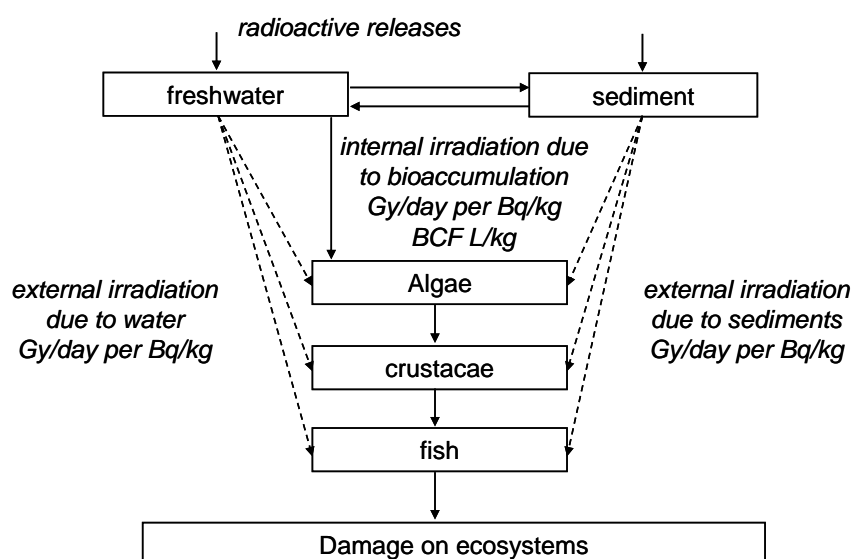 radioactive releases
freshwater
sediment
internal irradiation due
to bioaccumulation
Gy/day per Bq/kg
BCF L/kg
Algae
external irradiation
due to water
Gy/day per Bq/kg
external irradiation
due to sediments
Gy/day per Bq/kg
crustacae
fish
Damage on ecosystems